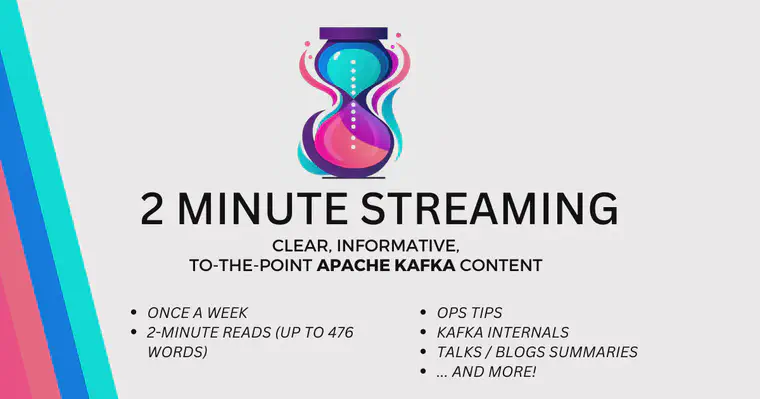 2 MINUTE STREAMING
CLEAR, INFORMATIVE,
TO-THE-POINT APACHE KAFKA CONTENT
• ONCE A WEEK
• 2-MINUTE READS (UP TO 476
WORDS)
• OPS TIPS
• KAFKA INTERNALS
• TALKS / BLOGS SUMMARIES
• ... AND MORE!